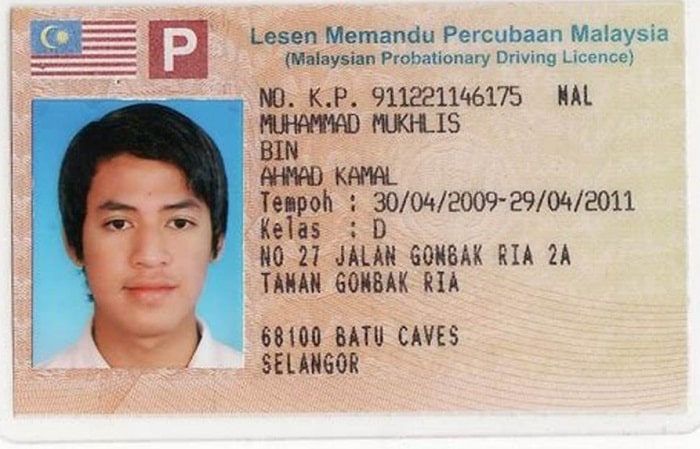 P
Lesen Memandu Percubaan Malaysia
(Malaysian Probationary Driving Licence)
NO. K.P. 911221146175 MAL
MUHAMMAD MUKHLIS
BIN
AHMAD KAMAL
Tempoh : 30/04/2009-29/04/2011
Kelas : D
NO 27 JALAN GOMBAK RIA 2A
TAMAN GOMBAK RIA
68100 BATU CAVES
SELANGOR